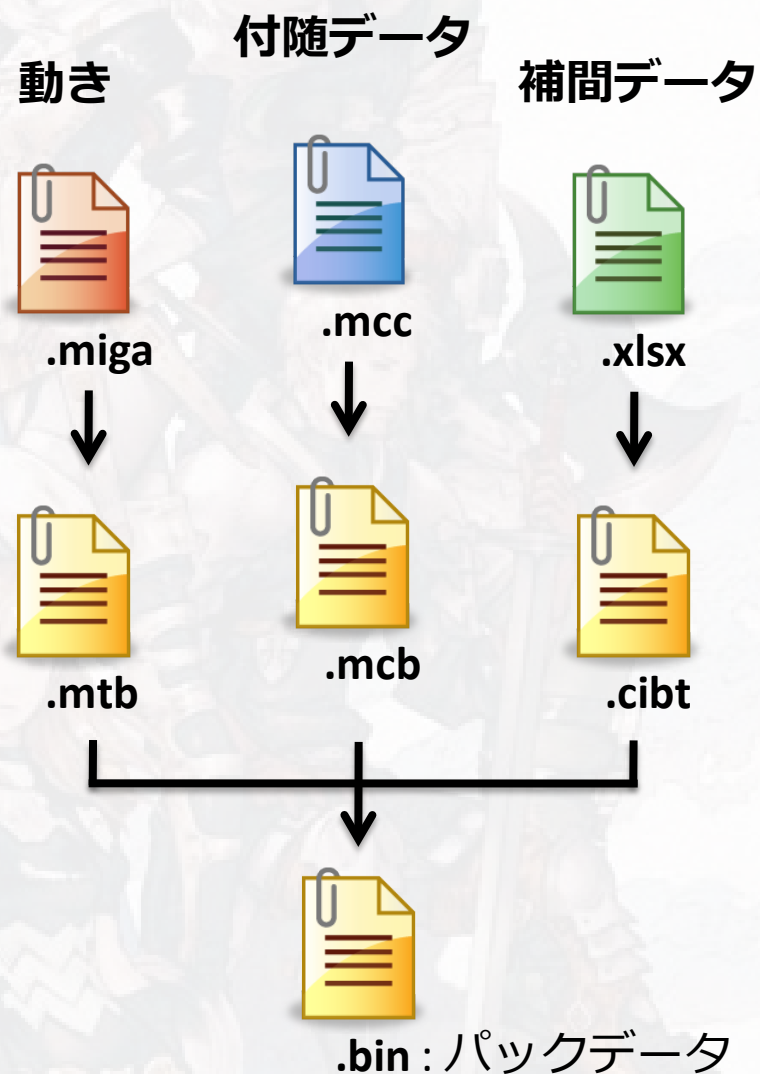 付随データ
動き
補間データ
.miga
.mcc
.xlsx
.mtb
.mcb
.cibt
.bin : パックデータ